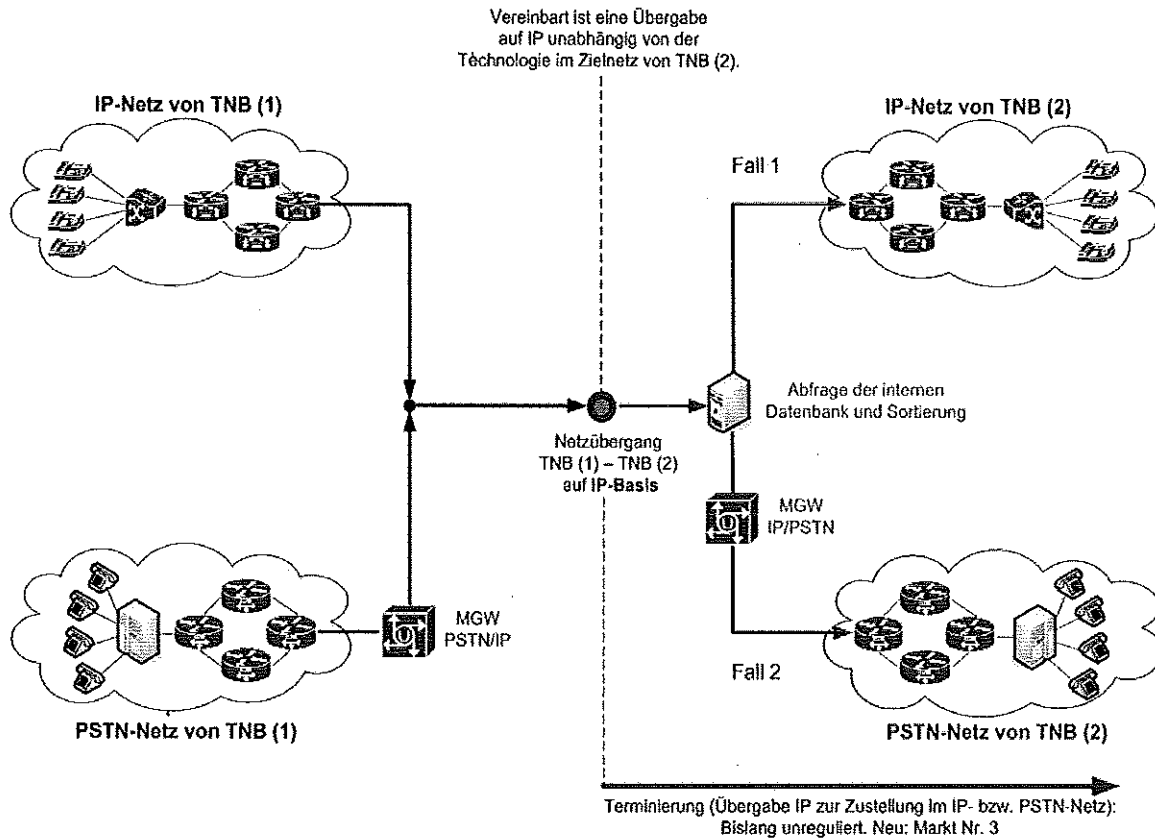 Vereinbart ist eine Übergabe
auf IP unabhängig von der
Technologie im Zielnetz von TNB (2).
IP-Netz von TNB (1)
IP-Netz von TNB (2)
Fall 1
Abfrage der internen
Datenbank und Sortierung
Netzübergang
TNB (1) – TNB (2)
auf IP-Basis
MGW
IP/PSTN
MGW
PSTN/IP
Fall 2
PSTN-Netz von TNB (1)
PSTN-Netz von TNB (2)
Terminierung (Übergabe IP zur Zustellung im IP- bzw. PSTN-Netz):
Bislang unreguliert. Neu: Markt Nr. 3